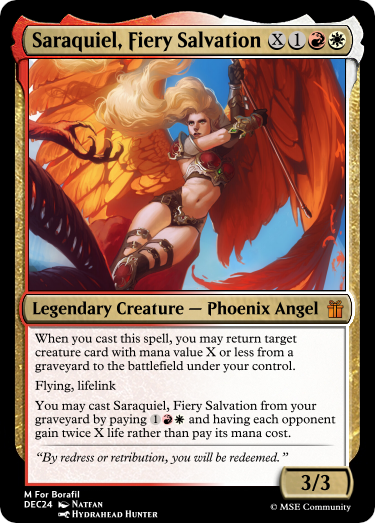 Saraquiel, Fiery Salvation X 1
Legendary Creature — Phoenix Angel
When you cast this spell, you may return target
creature card with mana value X or less from a
graveyard to the battlefield under your control.
Flying, lifelink
You may cast Saraquiel, Fiery Salvation from your
graveyard by paying 1 and having each opponent
gain twice X life rather than pay its mana cost.
“By redress or retribution, you will be redeemed.”
3/3
M For Borafil
DEC24 Natfan
Hydrahead Hunter
© MSE Community